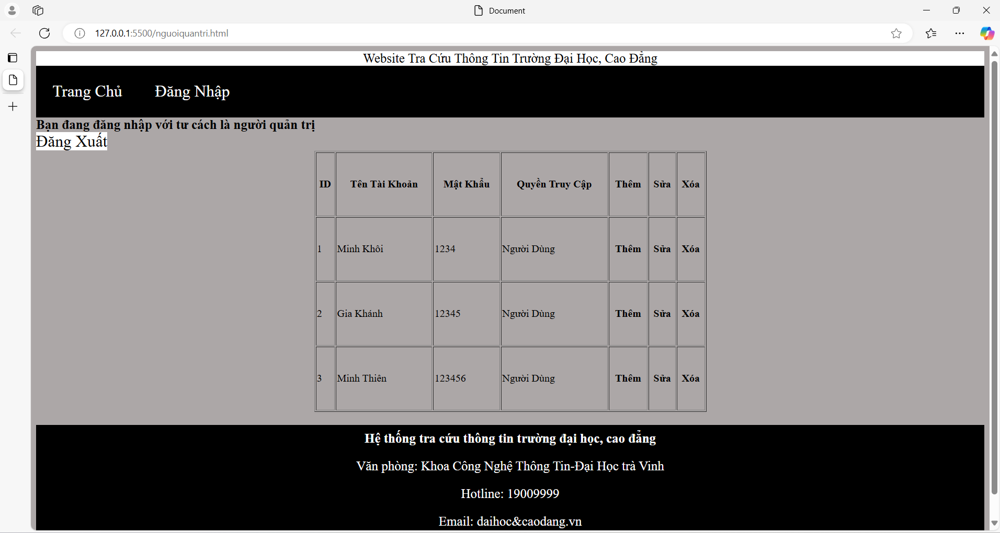 Document
127.0.0.1:5500/nguoiquantri.html
Website Tra Cứu Thông Tin Trường Đại Học, Cao Đẳng
Trang Chủ Đăng Nhập
Bạn đang đăng nhập với tư cách là người quản trị
Đăng Xuất
ID Tên Tài Khoản Mật Khẩu Quyền Truy Cập Thêm Sửa Xóa
1 Minh Khôi 1234 Người Dùng Thêm Sửa Xóa
2 Gia Khánh 12345 Người Dùng Thêm Sửa Xóa
3 Minh Thiên 123456 Người Dùng Thêm Sửa Xóa
Hệ thống tra cứu thông tin trường đại học, cao đẳng
Văn phòng: Khoa Công Nghệ Thông Tin-Đại Học trà Vinh
Hotline: 19009999
Email: daihoc&caodang.vn